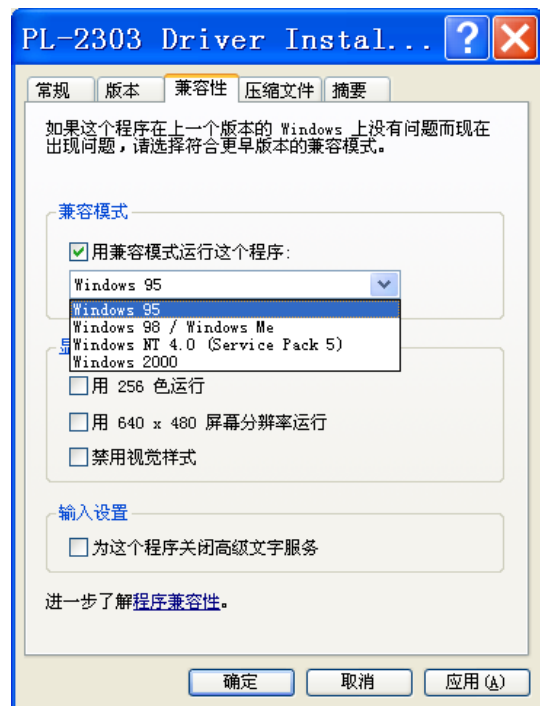 PL-2303 Driver Instal...
常规 版本 兼容性 压缩文件 摘要
如果这个程序在上一个版本的 Windows 上没有问题而现在
出现问题，请选择符合更早版本的兼容模式。
兼容模式
用兼容模式运行这个程序:
Windows 95
Windows 95
Windows 98 / Windows Me
Windows NT 4.0 (Service Pack 5)
Windows 2000
用 256 色运行
用 640 x 480 屏幕分辨率运行
禁用视觉样式
输入设置
为这个程序关闭高级文字服务
进一步了解程序兼容性。
确定 取消 应用(A)